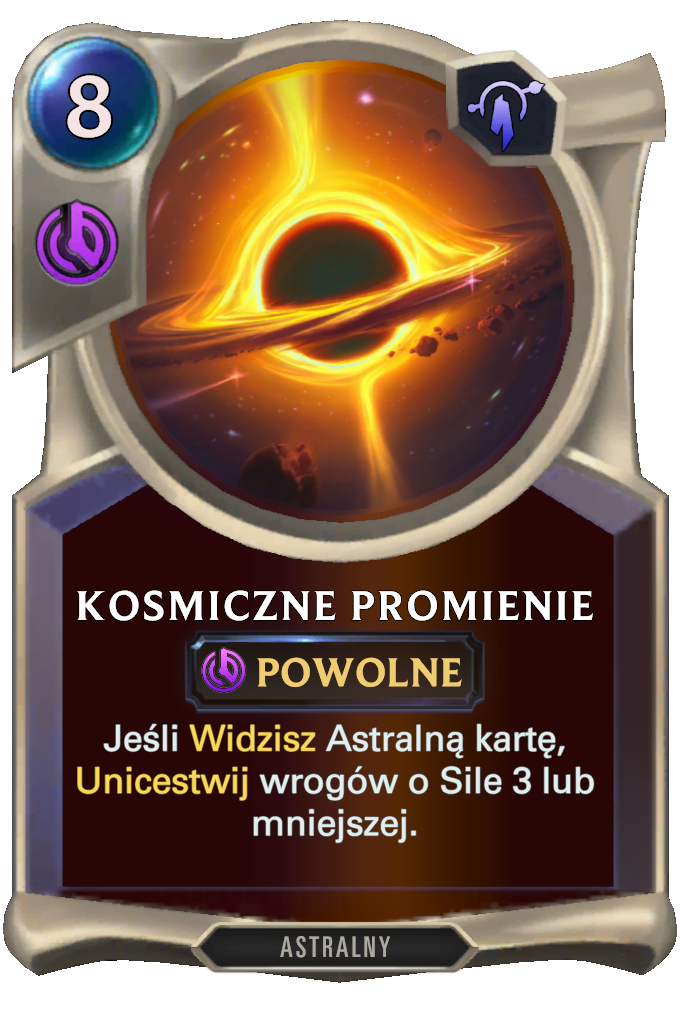 8
KOSMICZNE PROMIENIE
POWOLNE
Jeśli Widzisz Astralną kartę,
Unicestwij wrogów o Sile 3 lub
mniejszej.
ASTRALNY